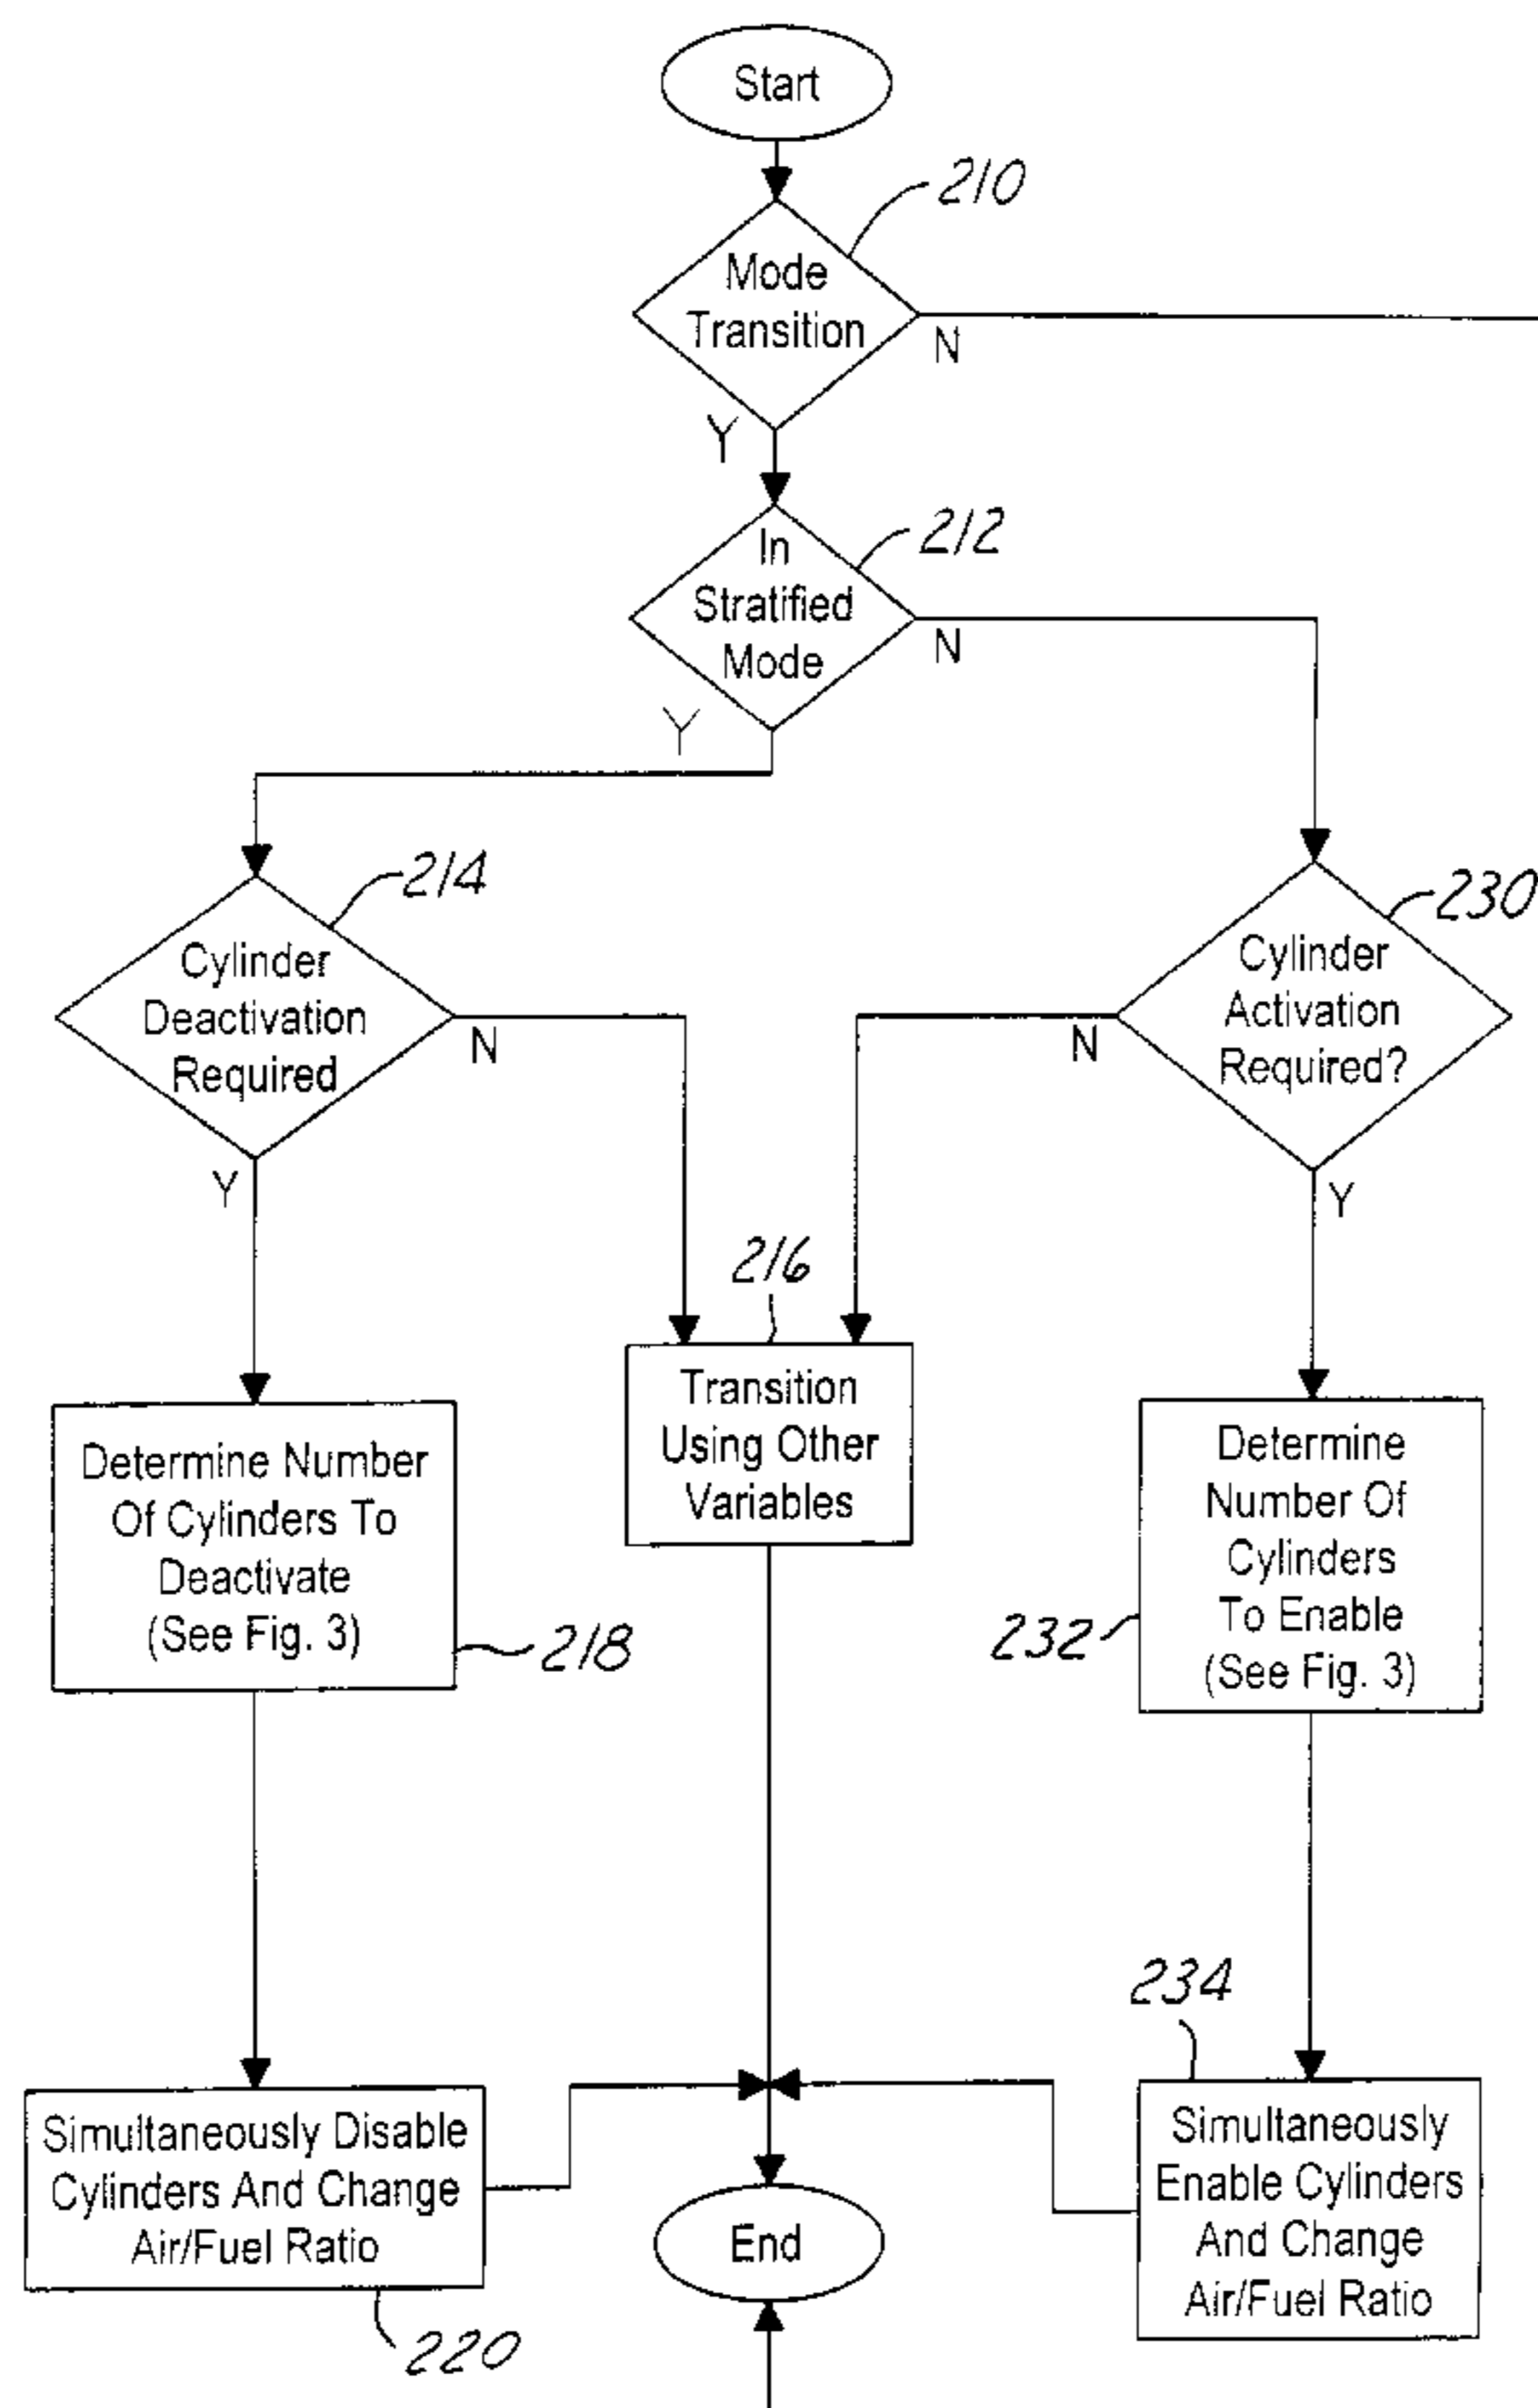 Start
210
Mode
Transition
N
Y
212
In
Stratified
Mode
N
Y
214
Cylinder
Deactivation
Required
N
Y
230
Cylinder
Activation
Required?
N
Y
216
Transition
Using Other
Variables
Determine Number
Of Cylinders To
Deactivate
(See Fig. 3)
218
Determine
Number Of
Cylinders
To Enable
(See Fig. 3)
232
234
Simultaneously Disable
Cylinders And Change
Air/Fuel Ratio
220
End
Simultaneously
Enable Cylinders
And Change
Air/Fuel Ratio